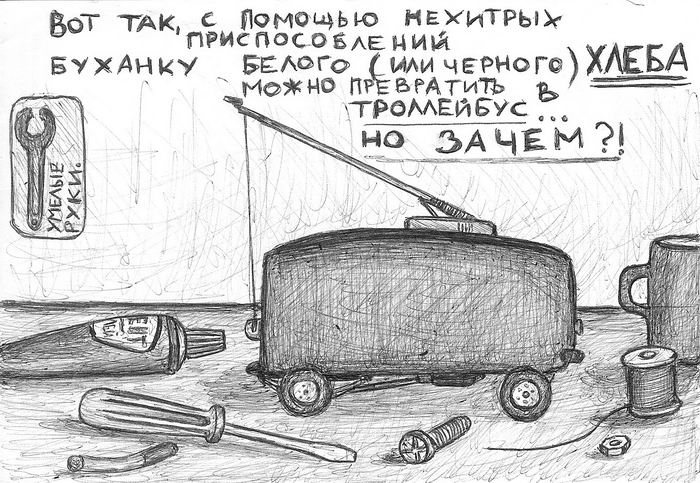 ВОТ ТАК, С ПОМОЩЬЮ НЕХИТРЫХ
ПРИСПОСОБЛЕНИЙ
БУХАНКУ БЕЛОГО (ИЛИ ЧЕРНОГО) ХЛЕБА
МОЖНО ПРЕВРАТИТЬ В
ТРОЛЛЕЙБУС...
НО ЗАЧЕМ?!
УМЕЛЫЕ
РУКИ.